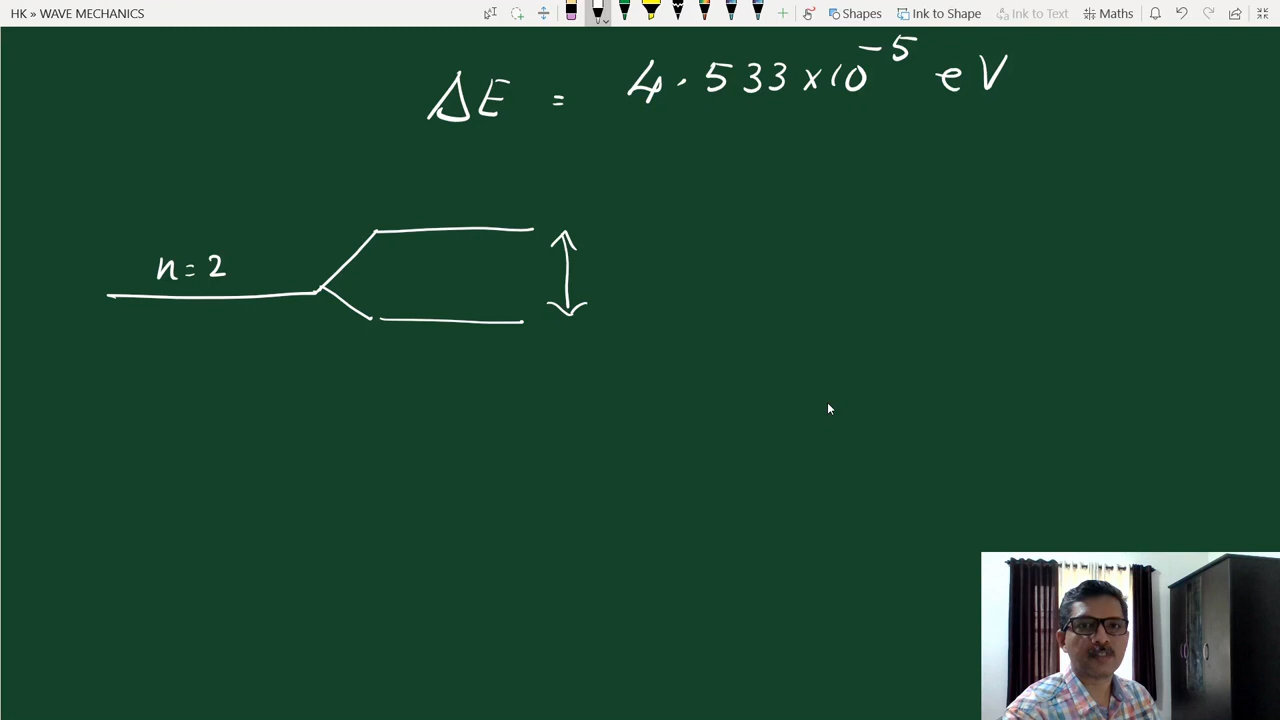 HK » WAVE MECHANICS
Shapes
Ink to Shape
Ink to Text
Maths
ΔE = 4.533×10⁻⁵ eV
n=2